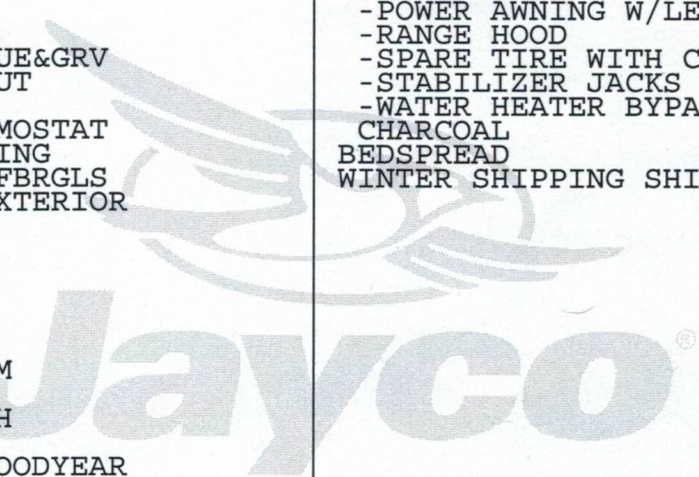 UE&GRV
UT
MOSTAT
ING
FBRGLS
XTERIOR
M
H
OODYEAR
-POWER AWNING W/LE
-RANGE HOOD
-SPARE TIRE WITH C
-STABILIZER JACKS
-WATER HEATER BYPA
CHARCOAL
BEDSPREAD
WINTER SHIPPING SHI
Jayco®